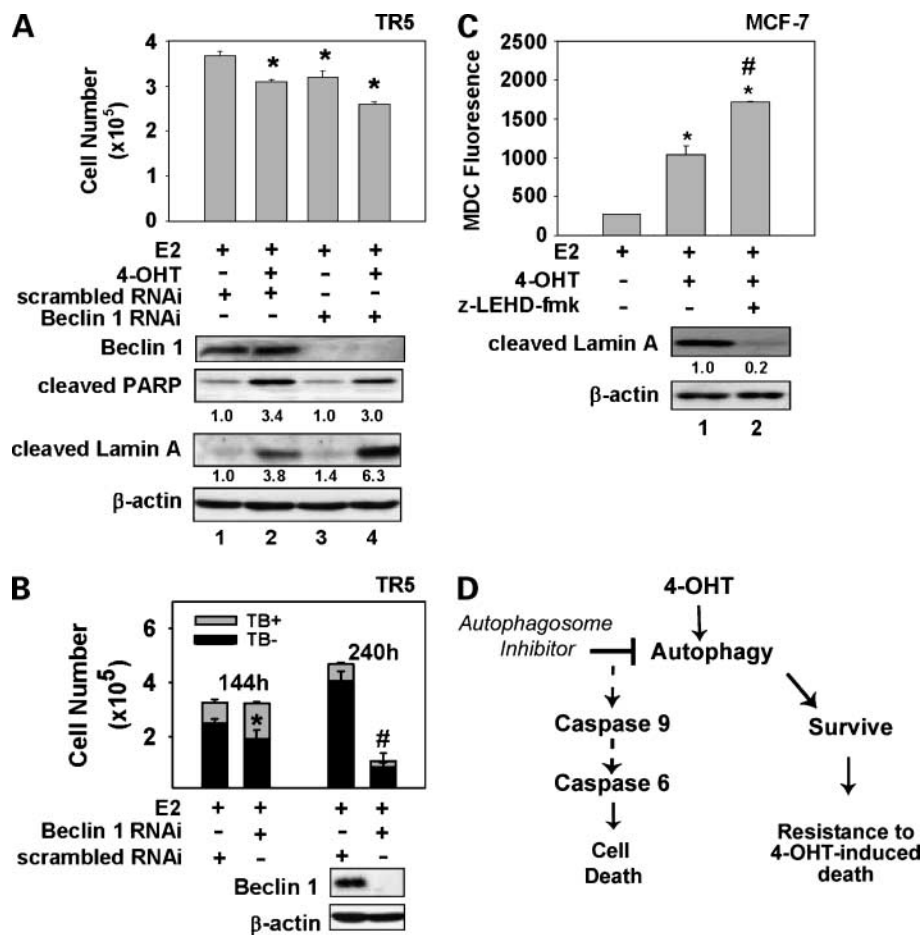 A
TR5
4
3
2
1
0
Cell Number
(x10⁵)
*
*
*
E2 + + + +
4-OHT - + - +
scrambled RNAi + + - -
Beclin 1 RNAi - - + +
Beclin 1
cleaved PARP
1.0 3.4 1.0 3.0
cleaved Lamin A
1.0 3.8 1.4 6.3
β-actin
1 2 3 4
B
TR5
6
4
2
Cell Number
(x10⁵)
TB+
TB-
144h
240h
*
#
E2 + + + +
Beclin 1 RNAi - + - +
scrambled RNAi + - + -
Beclin 1
β-actin
C
MCF-7
2500
2000
1500
1000
500
0
MDC Fluoresence
*
#
*
E2 + + +
4-OHT - + +
z-LEHD-fmk - - +
cleaved Lamin A
1.0 0.2
β-actin
1 2
D
4-OHT
Autophagosome
Inhibitor
Autophagy
Caspase 9
Survive
Caspase 6
Cell
Death
Resistance to
4-OHT-induced
death